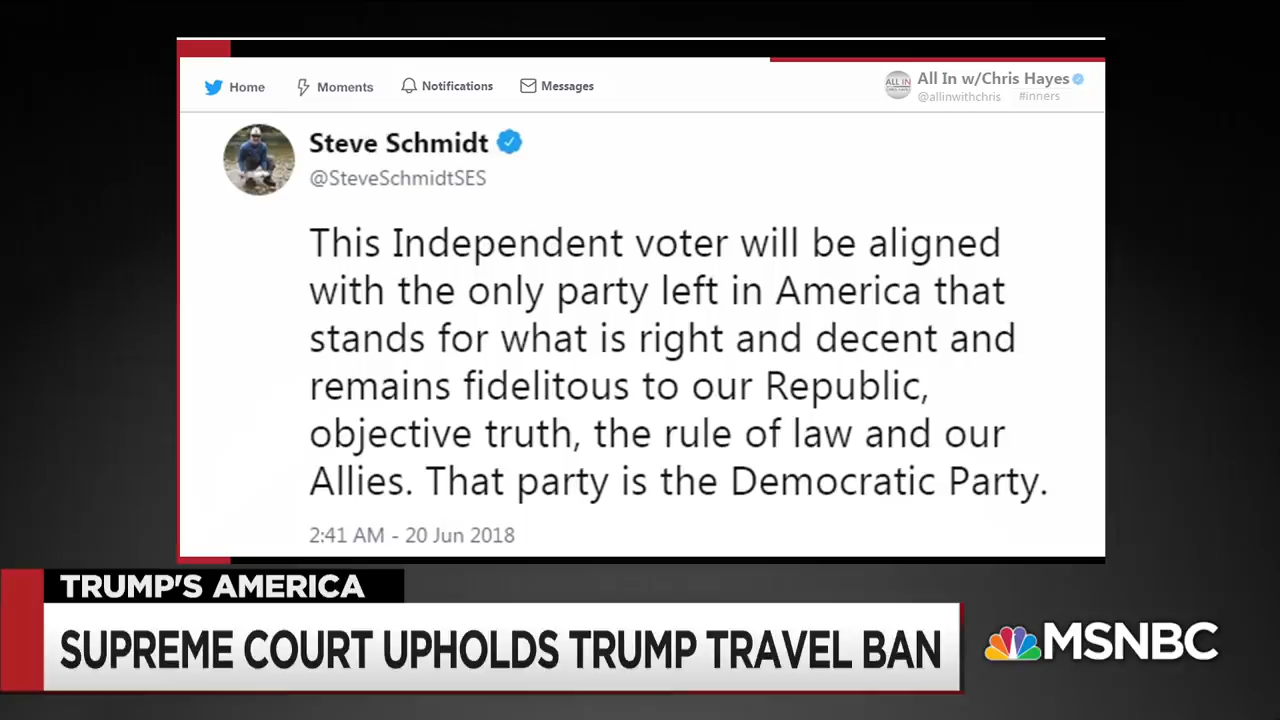 Home Moments Notifications Messages
ALL IN
All In w/Chris Hayes
@allinwithchris #inners
Steve Schmidt
@SteveSchmidtSES
This Independent voter will be aligned
with the only party left in America that
stands for what is right and decent and
remains fidelitous to our Republic,
objective truth, the rule of law and our
Allies. That party is the Democratic Party.
2:41 AM - 20 Jun 2018
TRUMP'S AMERICA
SUPREME COURT UPHOLDS TRUMP TRAVEL BAN
MSNBC